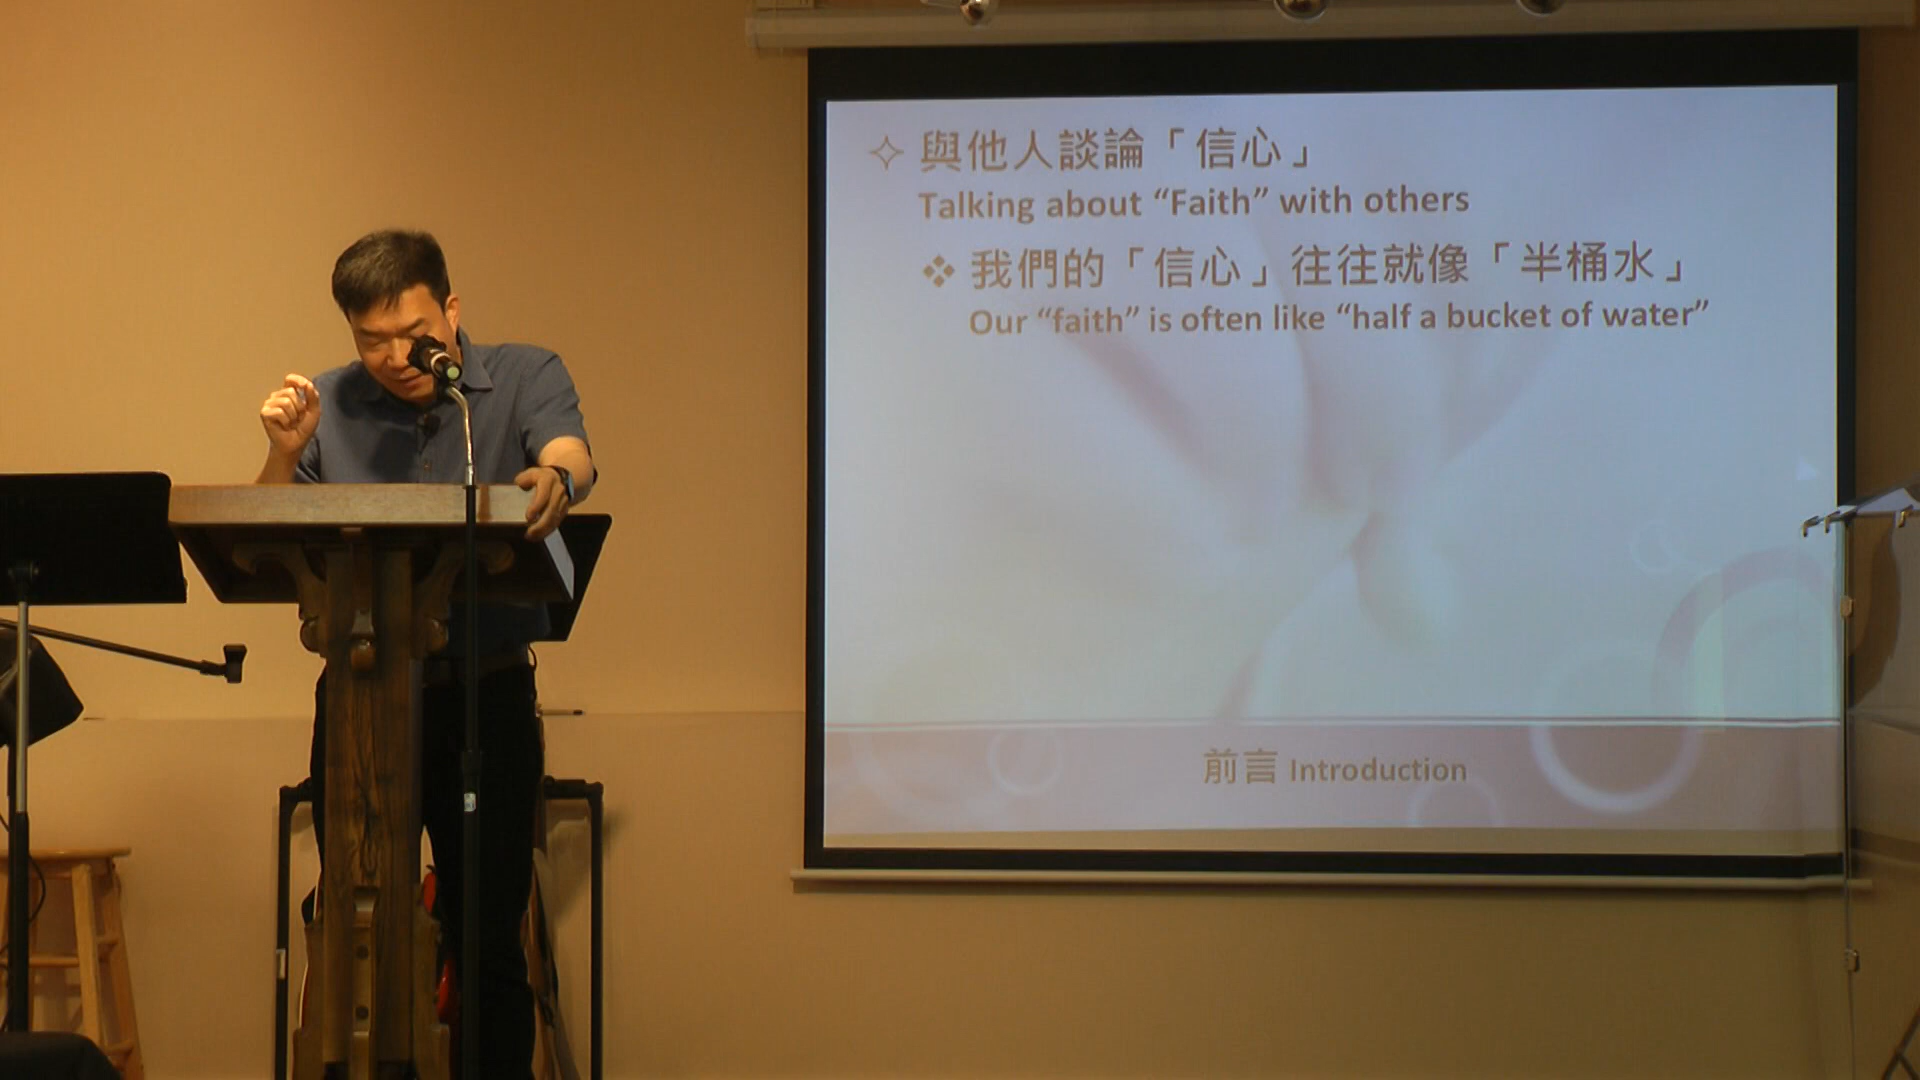 與他人談論「信心」
Talking about “Faith” with others
我們的「信心」往往就像「半桶水」
Our “faith” is often like “half a bucket of water”
前言 Introduction